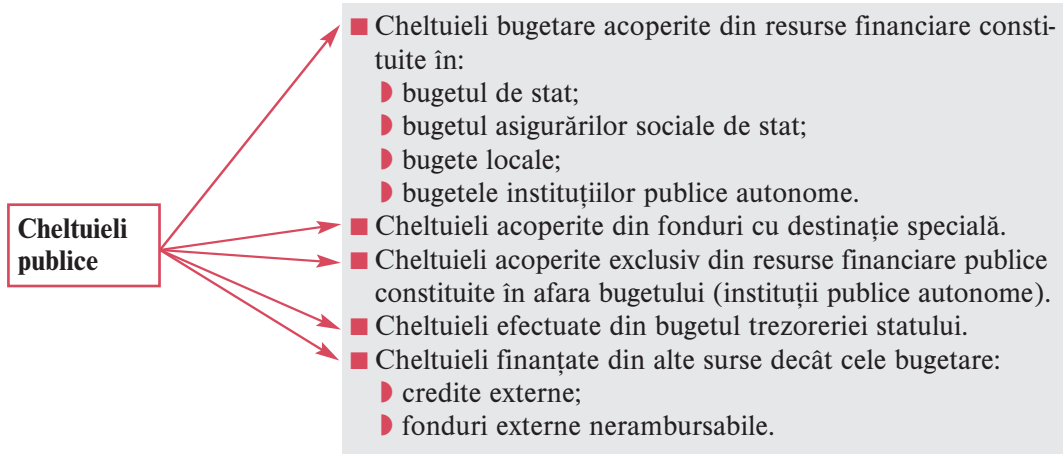 Cheltuieli publice
■ Cheltuieli bugetare acoperite din resurse financiare consti-
tuite în:
◗ bugetul de stat;
◗ bugetul asigurărilor sociale de stat;
◗ bugete locale;
◗ bugetele instituțiilor publice autonome.
■ Cheltuieli acoperite din fonduri cu destinație specială.
■ Cheltuieli acoperite exclusiv din resurse financiare publice
constituite în afara bugetului (instituții publice autonome).
■ Cheltuieli efectuate din bugetul trezoreriei statului.
■ Cheltuieli finanțate din alte surse decât cele bugetare:
◗ credite externe;
◗ fonduri externe nerambursabile.